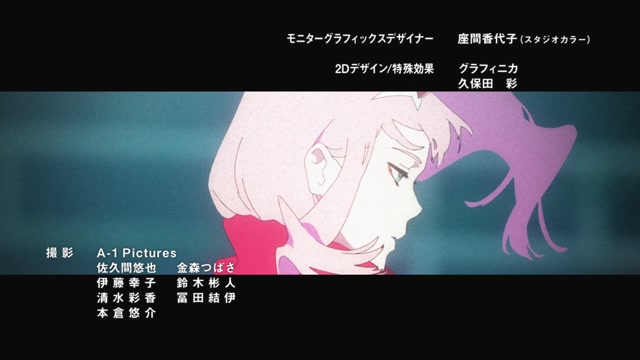 モニターグラフィックスデザイナー 座間香代子(スタジオカラー)
2Dデザイン/特殊効果 グラフィニカ
久保田 彩
撮影 A-1 Pictures
佐久間悠也 金森つばさ
伊藤幸子 鈴木彬人
清水彩香 冨田結伊
本倉悠介